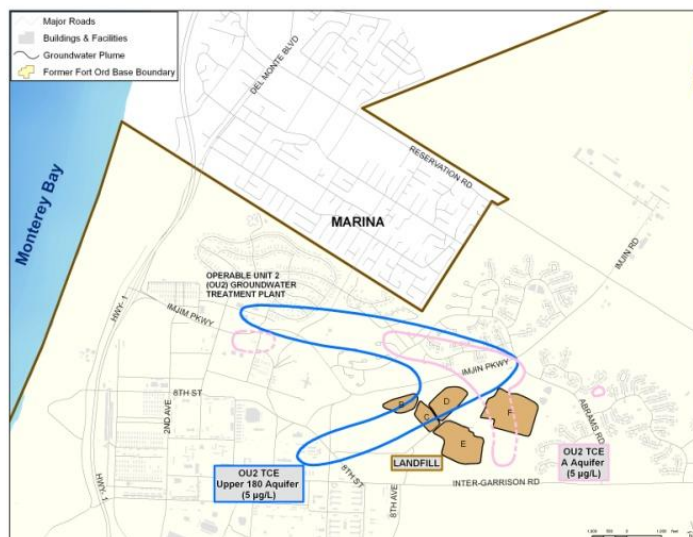 Major Roads
Buildings & Facilities
Groundwater Plume
Former Fort Ord Base Boundary
DEL MONTE BLVD
RESERVATION RD
Monterey Bay
MARINA
IMJIN RD
OPERABLE UNIT 2
(OU2) GROUNDWATER
TREATMENT PLANT
HWY-1
IMJIM PKWY
IMJIN PKWY
8TH ST
2ND AVE
B
C
D
E
F
ABRAMS RD
HWY-1
OU2 TCE
Upper 180 Aquifer
(5 µg/L)
8TH ST
8TH AVE
LANDFILL
INTER-GARRISON RD
OU2 TCE
A Aquifer
(5 µg/L)